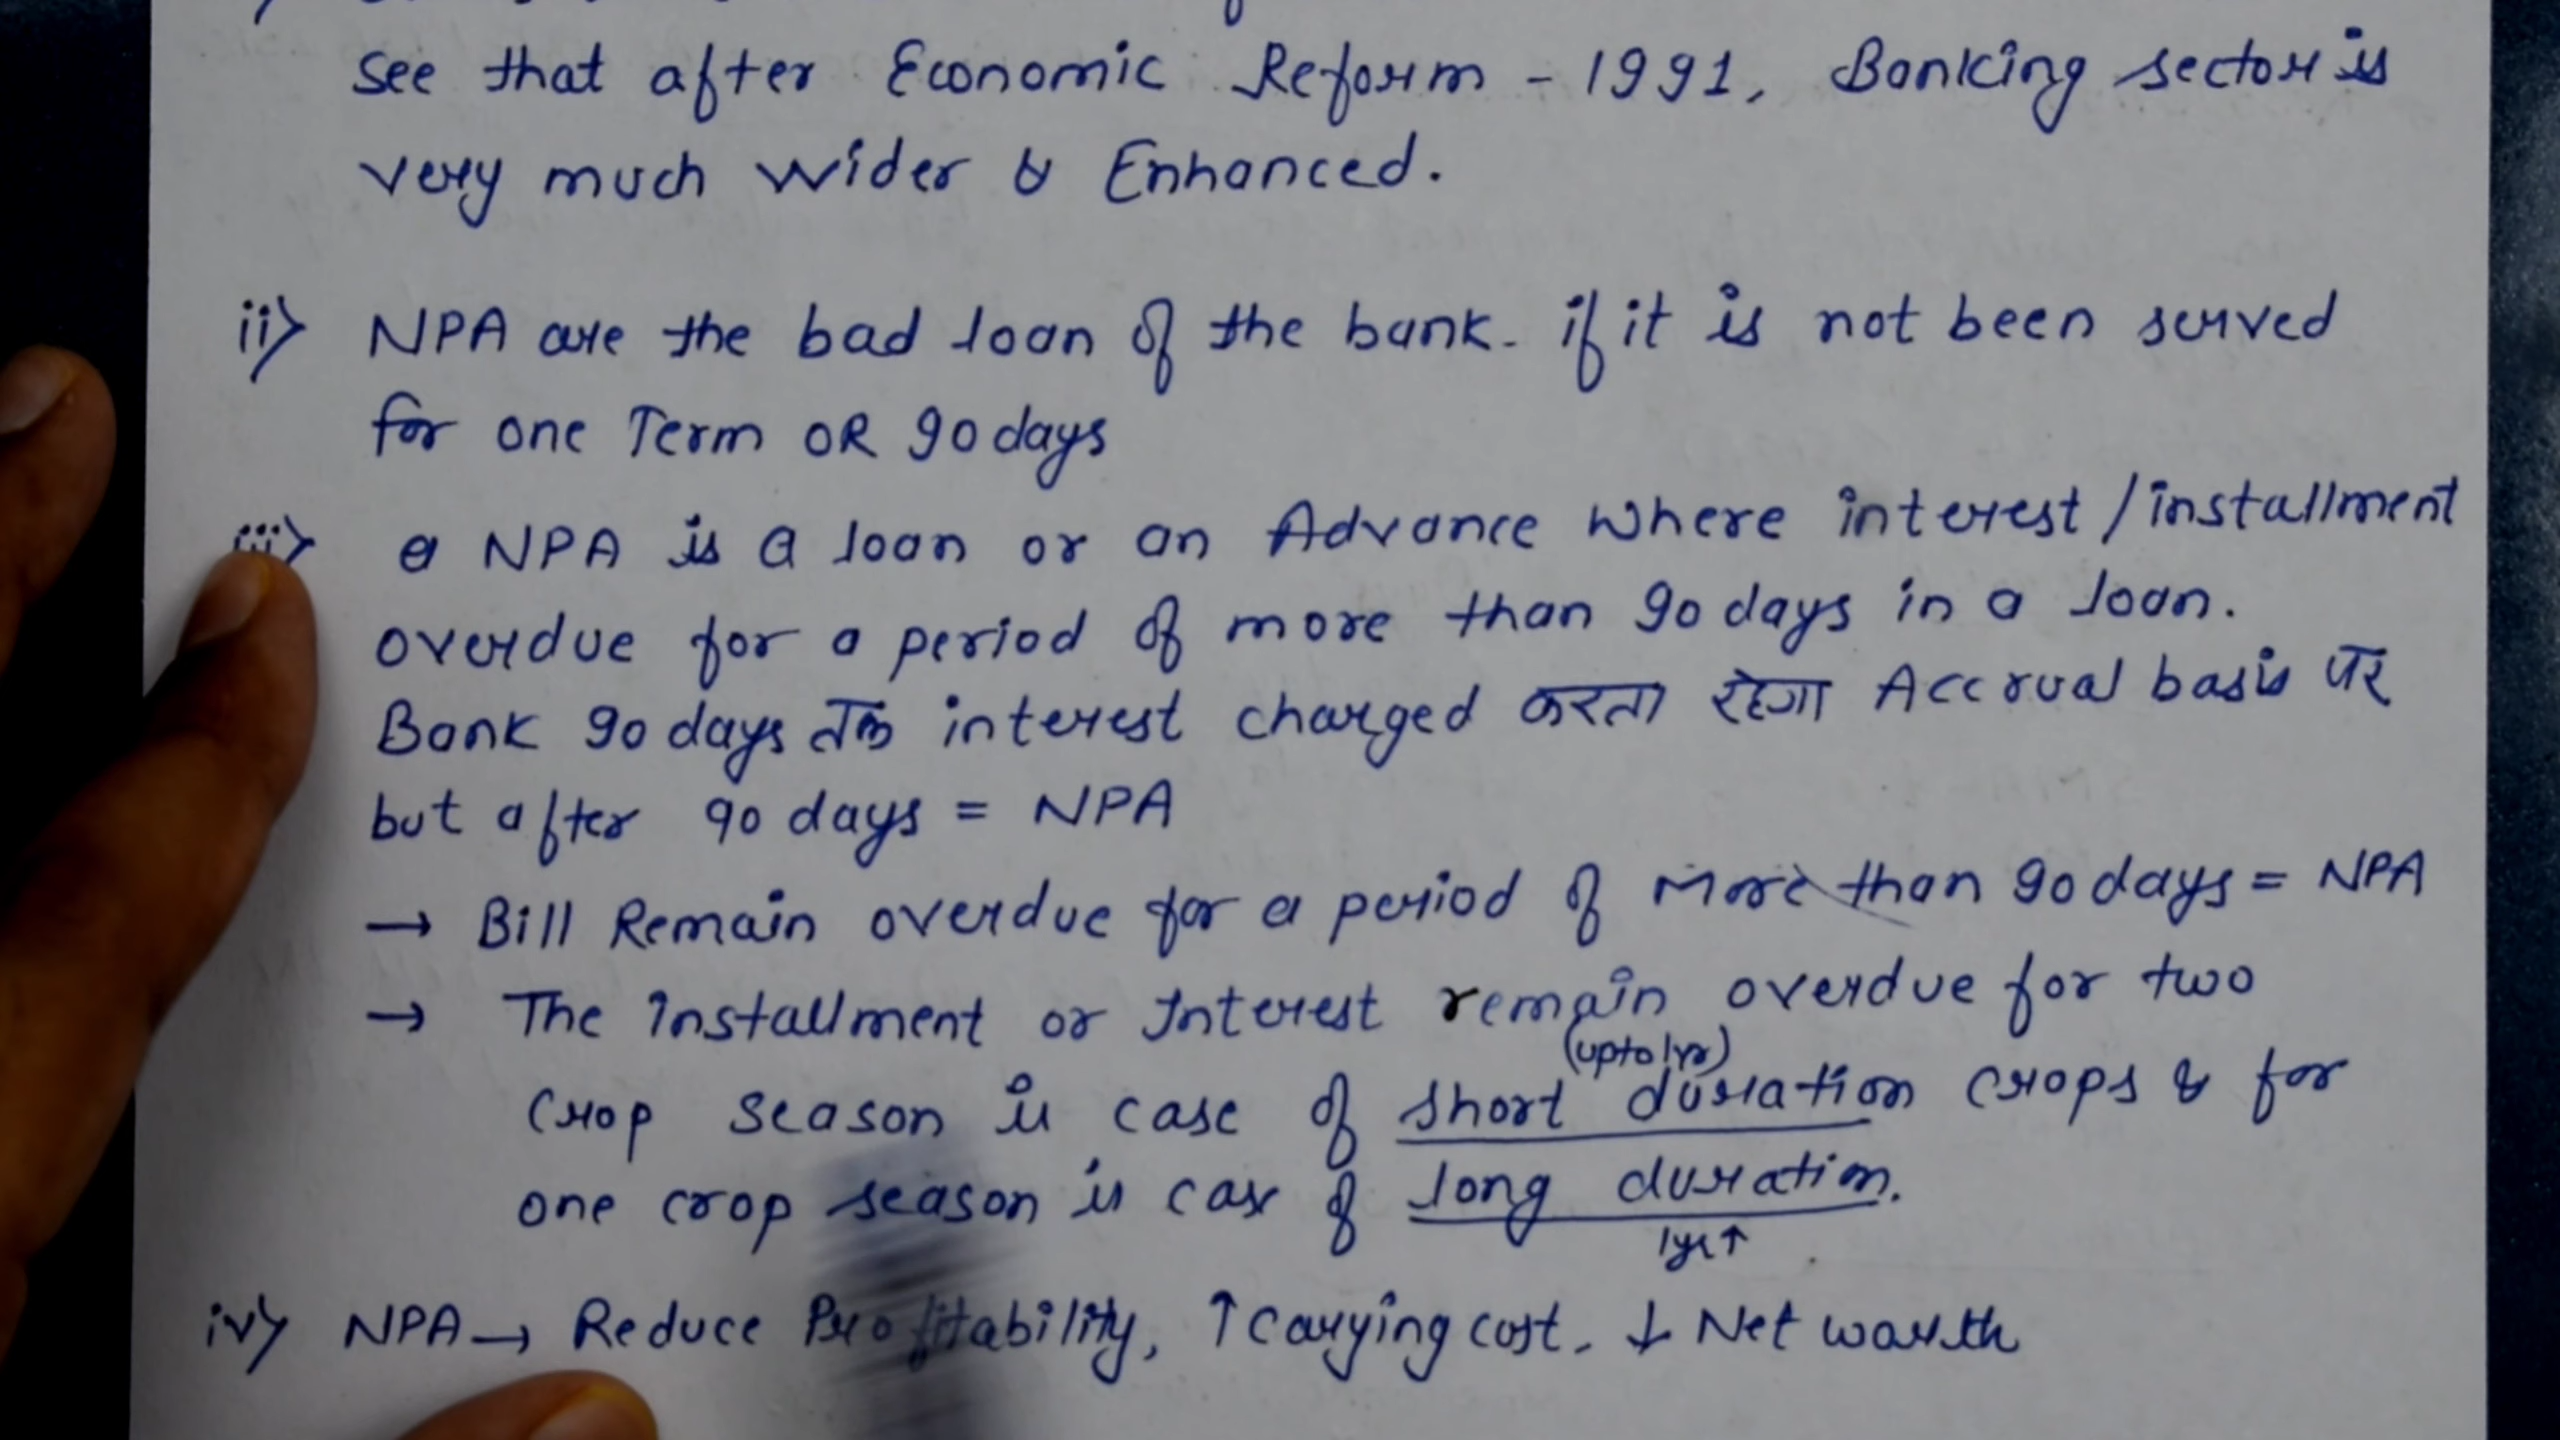 see that after Economic Reform - 1991, Banking sector is
very much wider & Enhanced.
ii) NPA are the bad loan of the bank. if it is not been served
for one Term OR 90 days
iii) a NPA is a loan or an Advance where interest/installment
overdue for a period of more than 90 days in a loan.
Bank 90 days तक interest charged करता रहेगा Accrual basis पर
but after 90 days = NPA
→ Bill Remain overdue for a period of More than 90 days = NPA
→ The installment or Interest remain overdue for two
(upto 1yr)
crop season in case of short duration crops & for
one crop season in case of long duration.
1yr↑
iv) NPA → Reduce Profitability, ↑ Carrying cost. ↓ Net warth